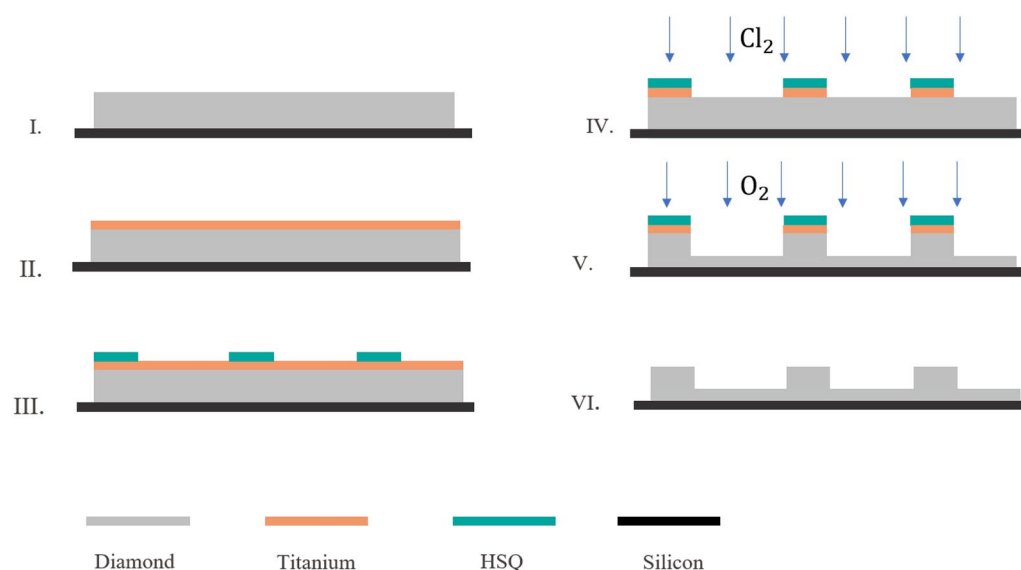 I.
II.
III.
Cl₂
IV.
O₂
V.
VI.
Diamond Titanium HSQ Silicon